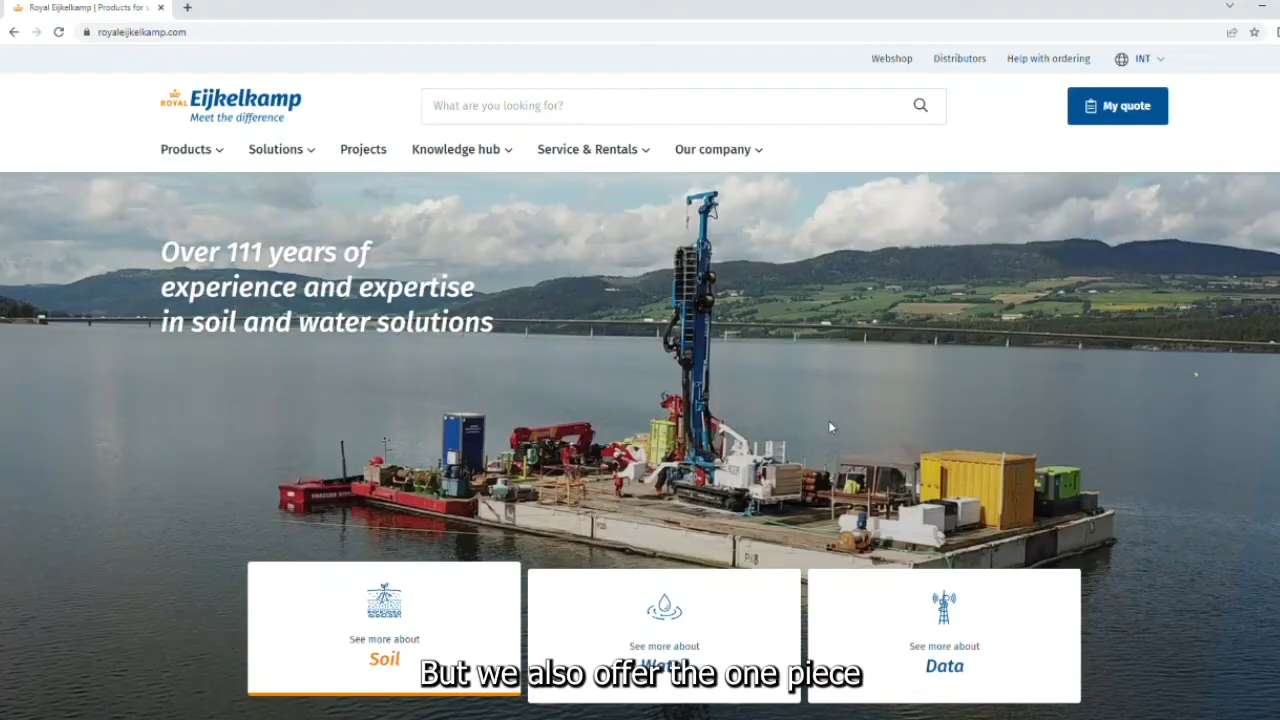 Royal Eijkelkamp | Products for s
royaleijkelkamp.com
Webshop
Distributors
Help with ordering
INT
ROYAL Eijkelkamp
Meet the difference
What are you looking for?
My quote
Products
Solutions
Projects
Knowledge hub
Service & Rentals
Our company
Over 111 years of
experience and expertise
in soil and water solutions
P18
See more about
Soil
See more about
Water
See more about
Data
But we also offer the one piece